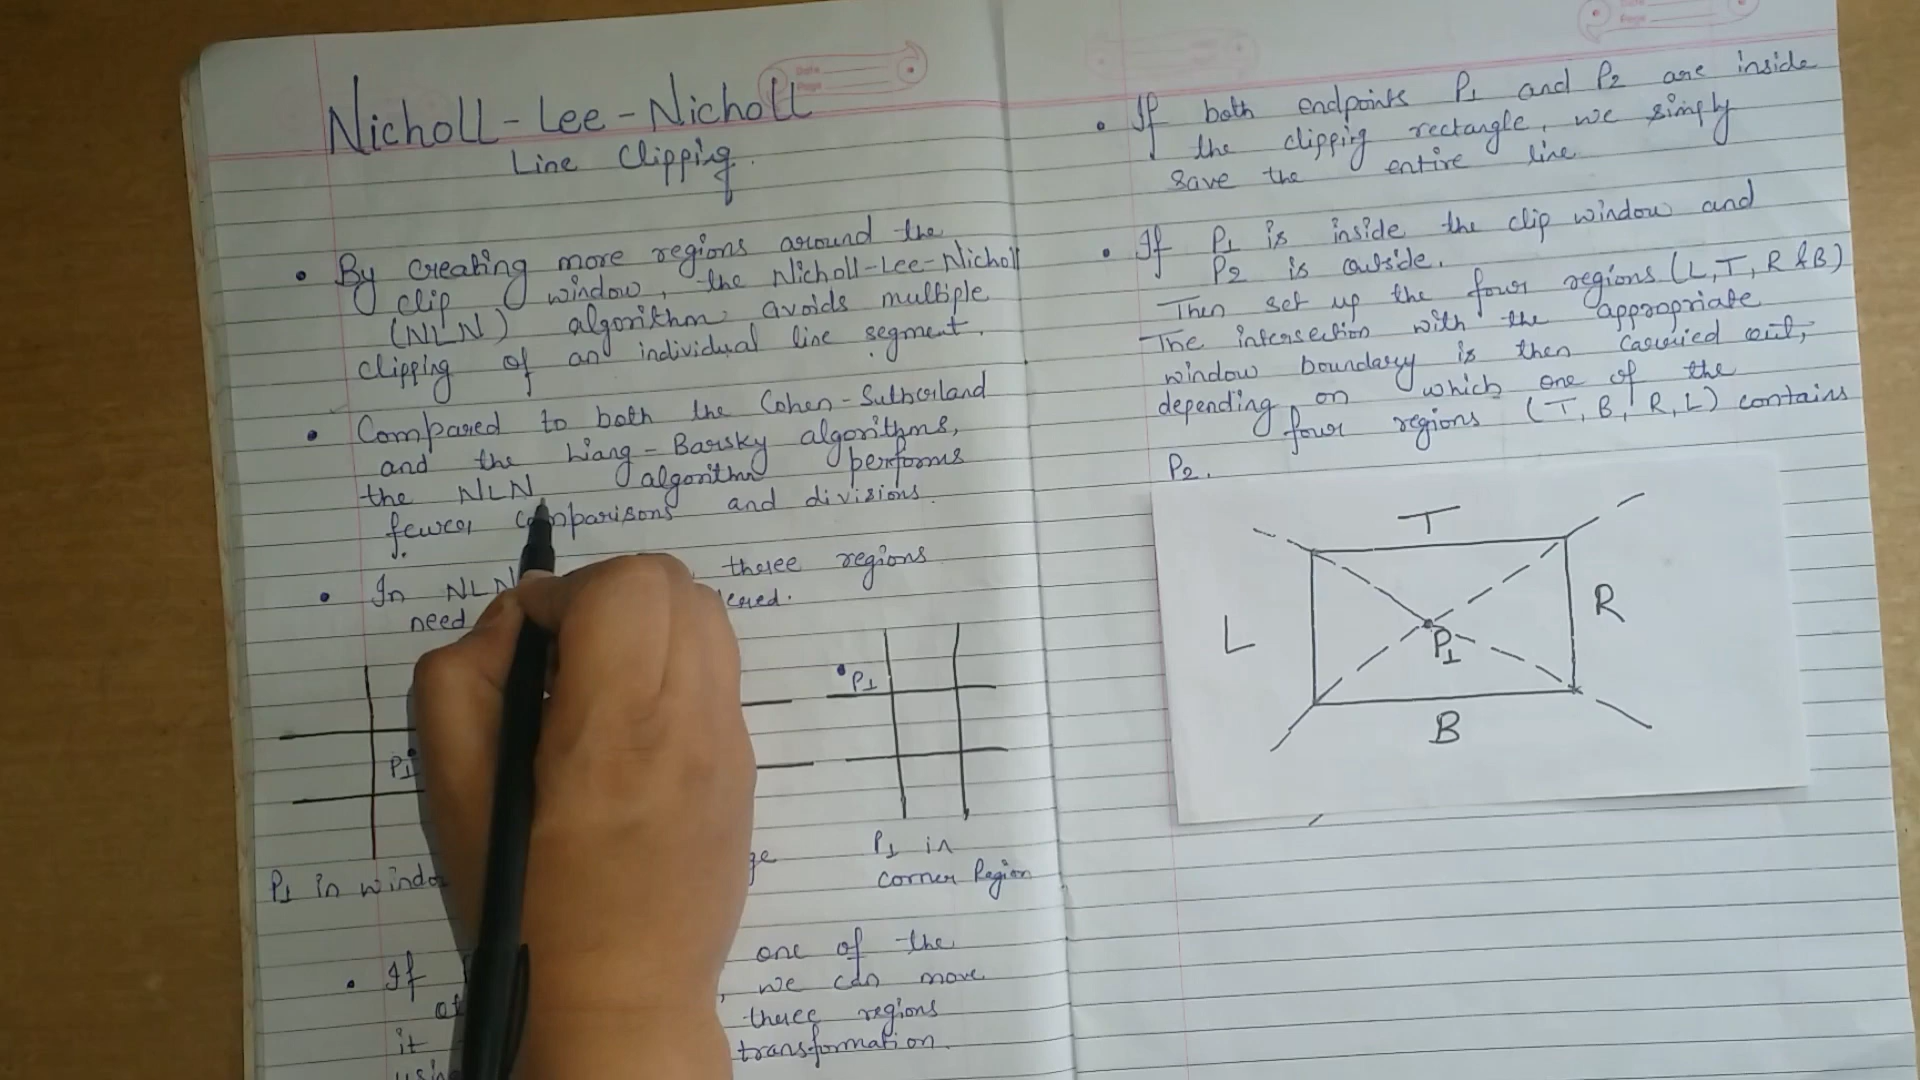 Nicholl-Lee-Nicholl
Line Clipping.
• By creating more regions around the
clip window, the Nicholl-Lee-Nicholl
(NLN) algorithm avoids multiple
clipping of an individual line segment.
• Compared to both the Cohen-Sutherland
and the Liang-Barsky algorithms,
the NLN algorithm performs
fewer comparisons and divisions.
• In NLN three regions
need
P1
P1
P1 in
ge
P1 in
corner Region
• If one of the
, we can move
it three regions
transformation.
• If both endpoints P1 and P2 are inside
the clipping rectangle, we simply
save the entire line
• If P1 is inside the clip window and
P2 is outside.
Then set up the four regions (L,T, R &B)
The intersection with the appropriate
window boundary is then carried out,
depending on which one of the
four regions (T, B, R, L) contains
P2.
T
L
R
P1
B